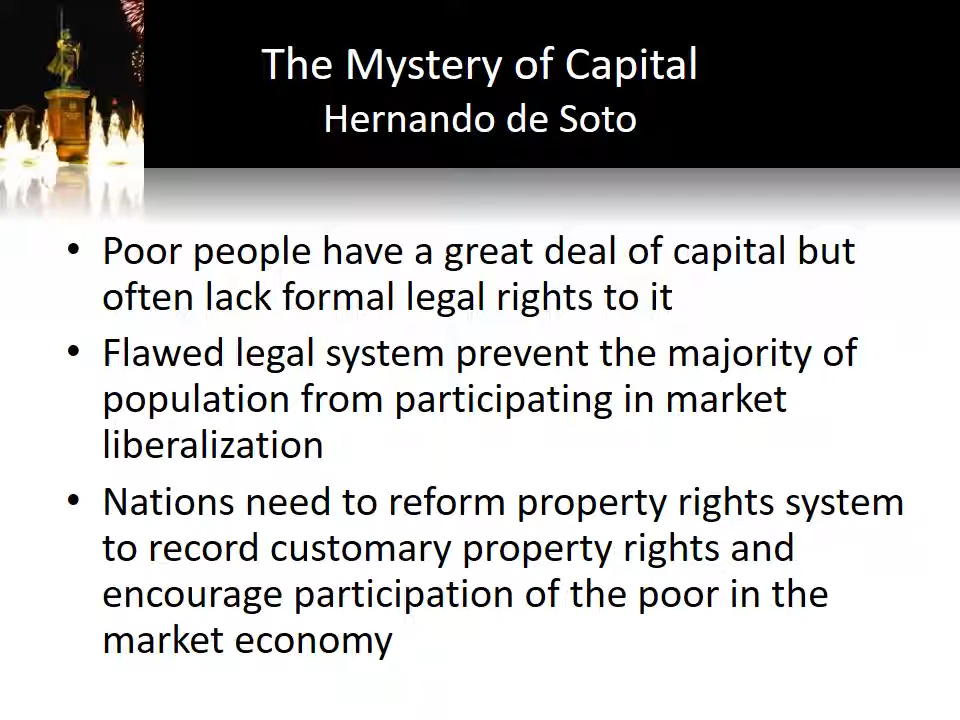 The Mystery of Capital
Hernando de Soto
• Poor people have a great deal of capital but
often lack formal legal rights to it
• Flawed legal system prevent the majority of
population from participating in market
liberalization
• Nations need to reform property rights system
to record customary property rights and
encourage participation of the poor in the
market economy